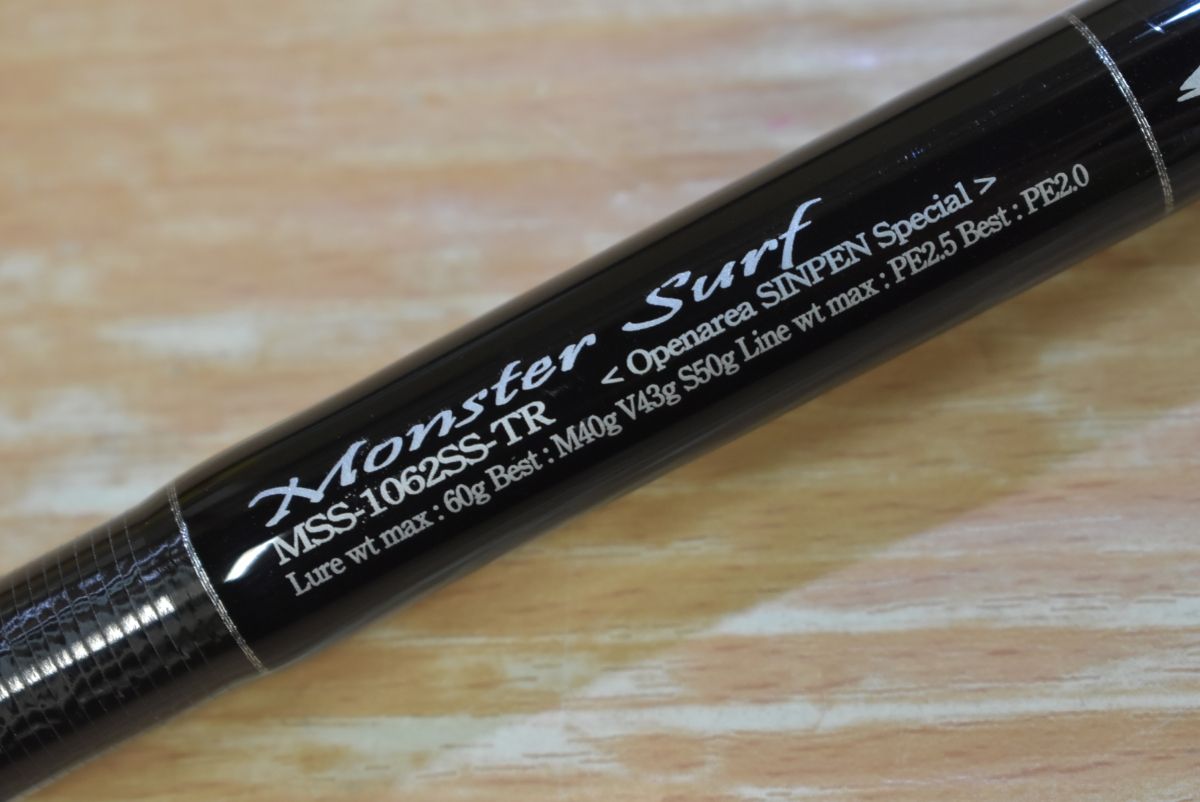 Monster Surf
MSS-1062SS-TR < Openarea SINPEN Special >
Lure wt max : 60g Best : M40g V43g S50g Line wt max : PE2.5 Best : PE2.0